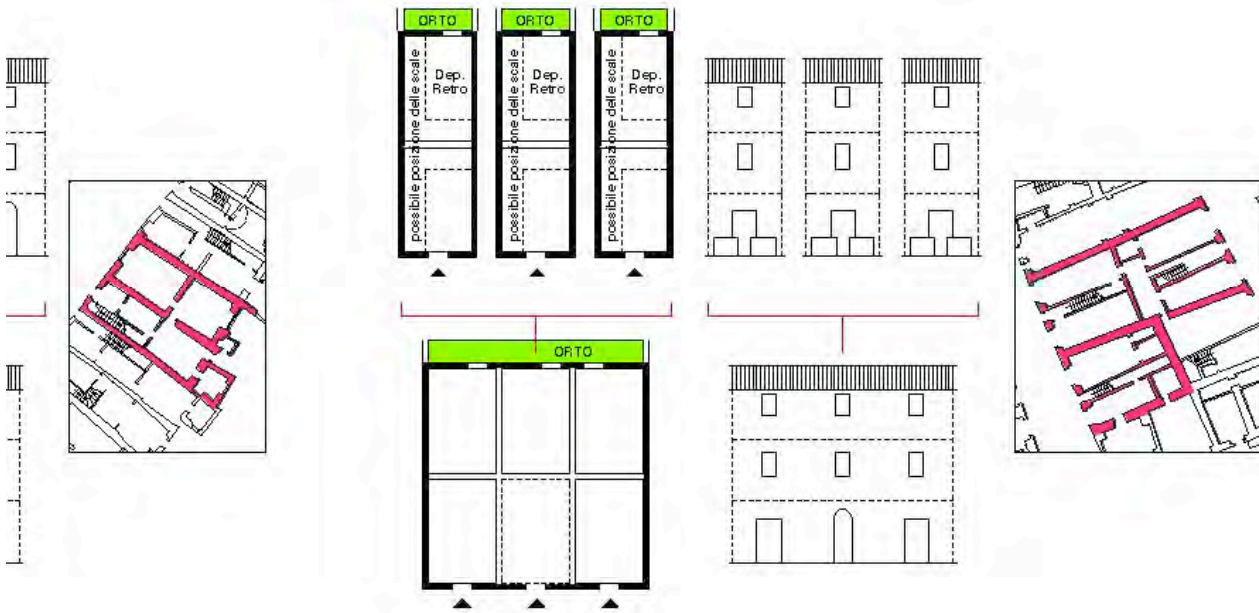 ORTO
ORTO
ORTO
possibile posizione delle scale
Dep.
Retro
possibile posizione delle scale
Dep.
Retro
possibile posizione delle scale
Dep.
Retro
ORTO